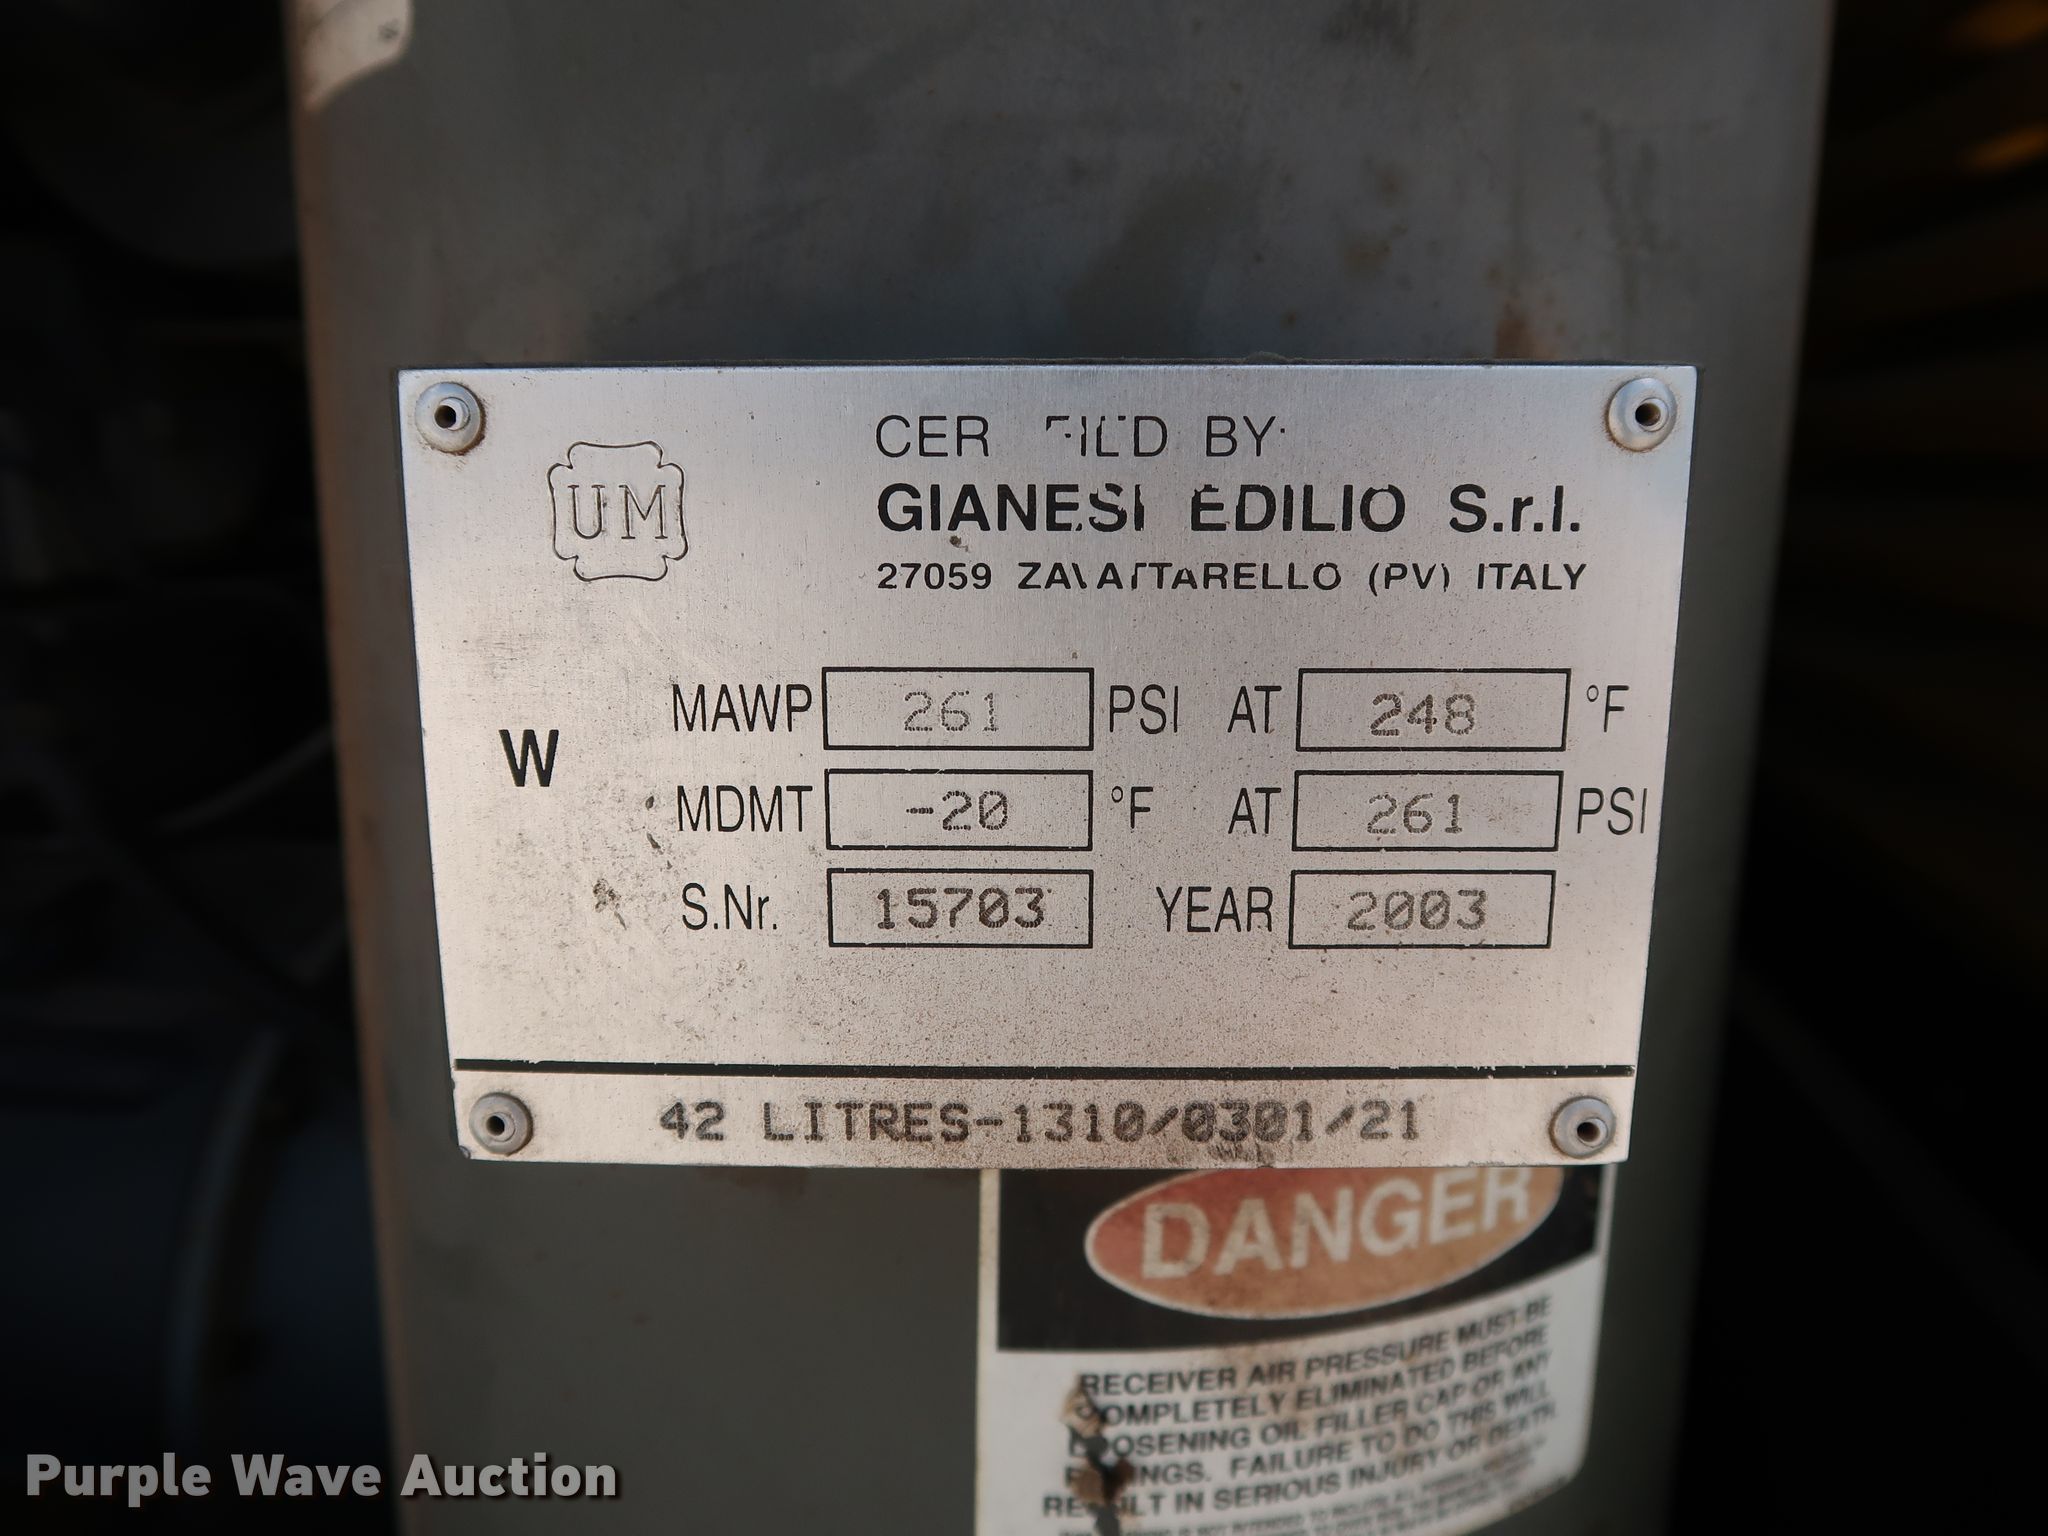 UM
CERTIFIED BY:
GIANESI EDILIO S.r.l.
27059 ZAVATTARELLO (PV) ITALY
W
MAWP 261 PSI AT 248 °F
MDMT -20 °F AT 261 PSI
S.Nr. 15703 YEAR 2003
42 LITRES-1310/0301/21
DANGER
RECEIVER AIR PRESSURE MUST BE
COMPLETELY ELIMINATED BEFORE
LOOSENING OIL FILLER CAP OR ANY
FITTINGS. FAILURE TO DO THIS WILL
RESULT IN SERIOUS INJURY OR DEATH.
Purple Wave Auction